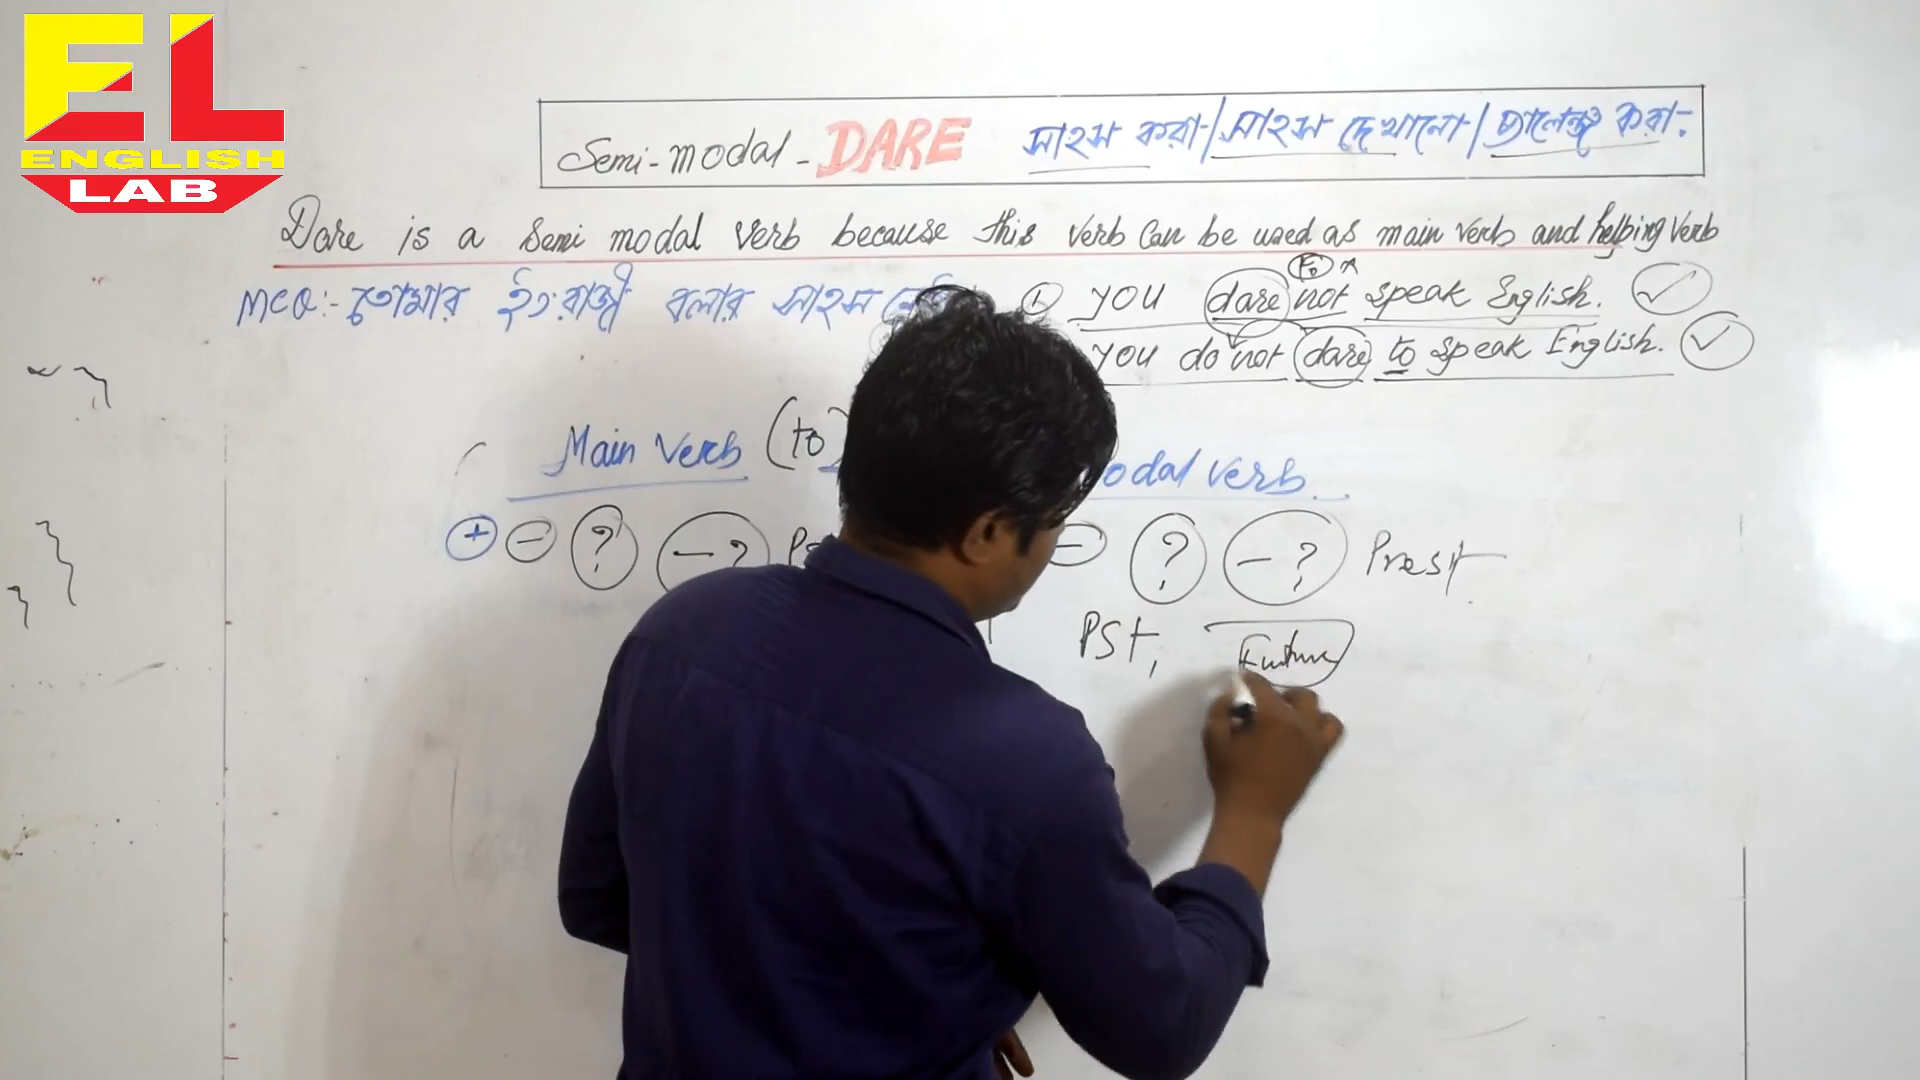 EL
ENGLISH
LAB
Semi-modal - DARE সাহস করা/সাহস দেখানো/চ্যালেঞ্জ করা:
Dare is a Semi modal verb because this verb can be used as main verb and helping verb
MCQ:- তোমার ইংরাজী বলার সাহস
① you dare not speak English. ✓
you do not dare to speak English. ✓
Main Verb (to)
odal verb
+ - ? - ?
- ? - ? Prest
PSt, Future